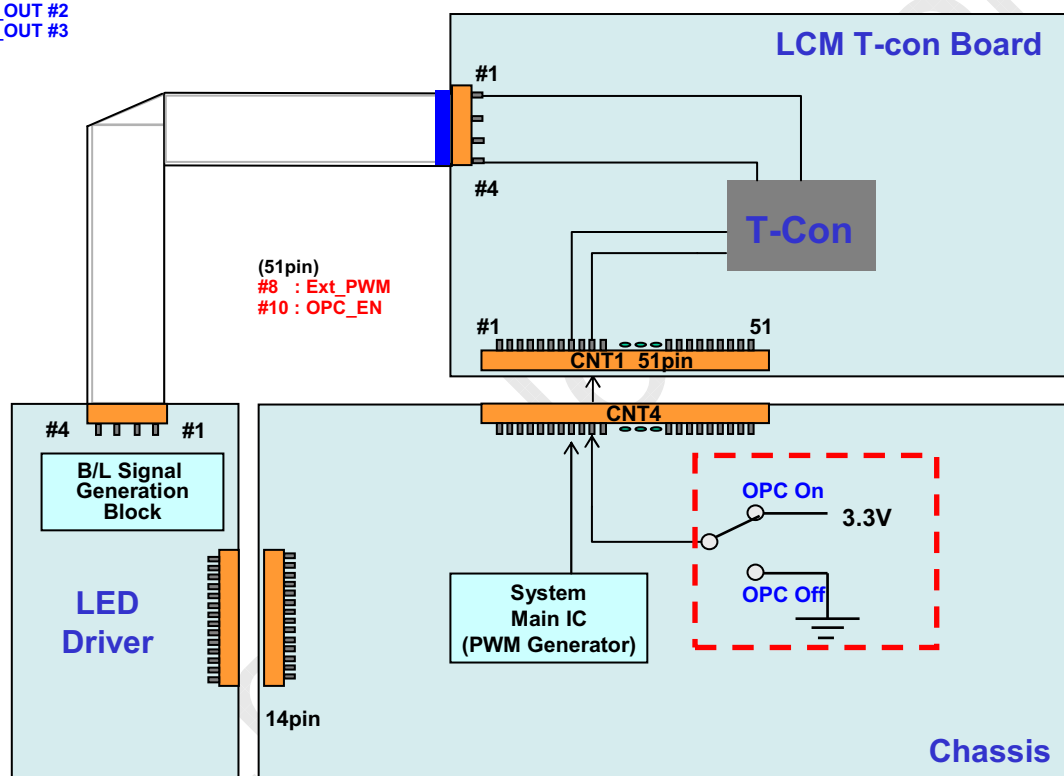 _OUT #2
_OUT #3
LCM T-con Board
#1
#4
T-Con
(51pin)
#8 : Ext_PWM
#10 : OPC_EN
#1
51
CNT1 51pin
CNT4
#4
#1
B/L Signal
Generation
Block
OPC On
3.3V
OPC Off
LED
Driver
System
Main IC
(PWM Generator)
14pin
Chassis